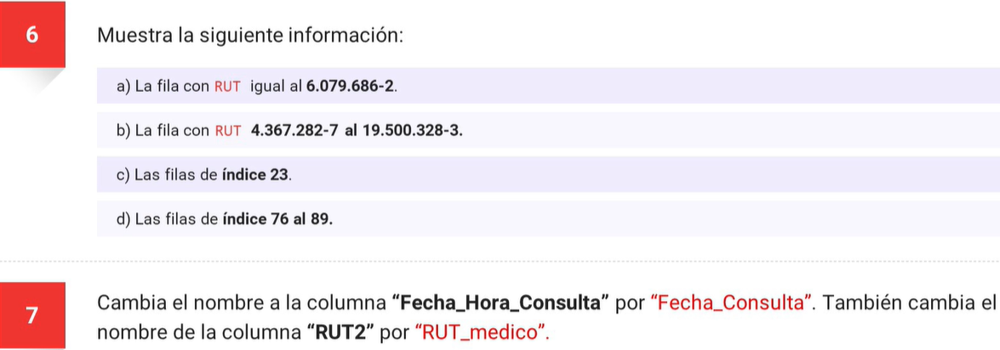 6
Muestra la siguiente información:
a) La fila con RUT igual al 6.079.686-2.
b) La fila con RUT 4.367.282-7 al 19.500.328-3.
c) Las filas de índice 23.
d) Las filas de índice 76 al 89.
7
Cambia el nombre a la columna “Fecha_Hora_Consulta” por “Fecha_Consulta”. También cambia el
nombre de la columna “RUT2” por “RUT_medico”.